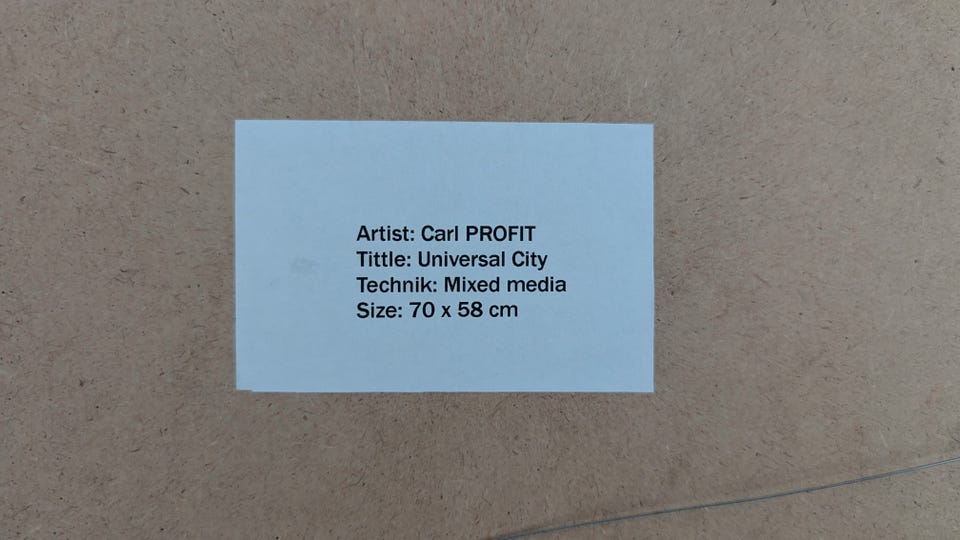 Artist: Carl PROFIT
Tittle: Universal City
Technik: Mixed media
Size: 70 x 58 cm